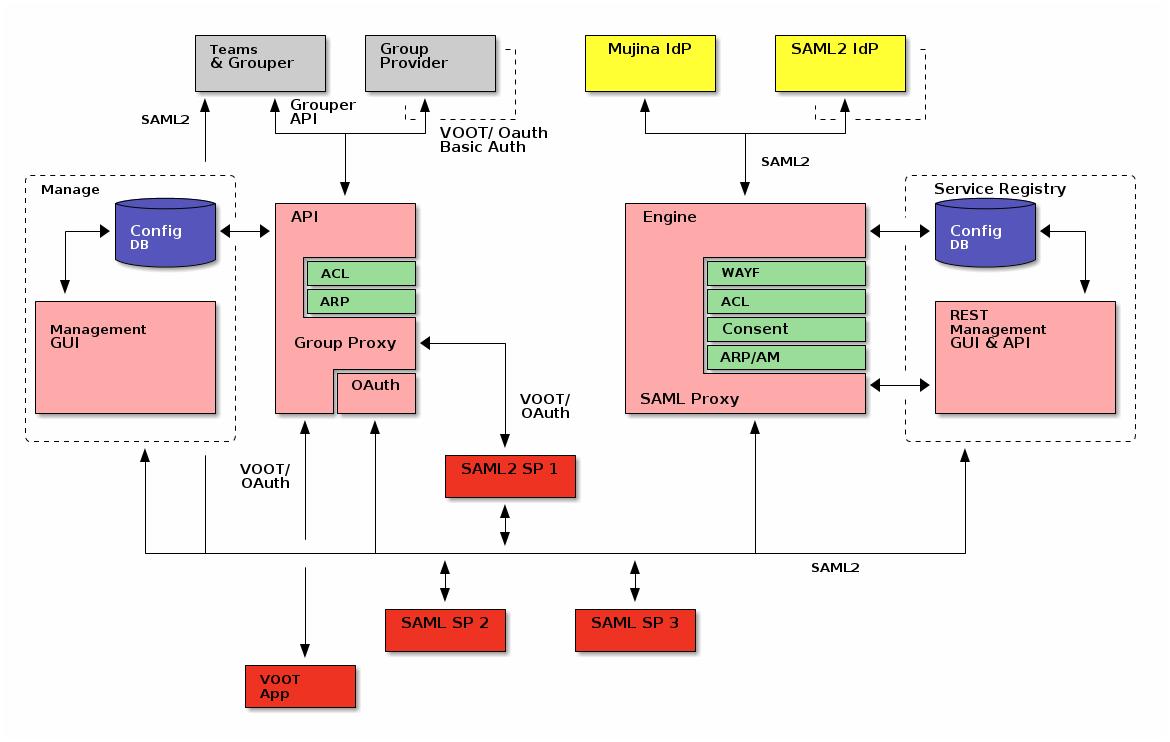 Teams
& Grouper
Group
Provider
Mujina IdP
SAML2 IdP
SAML2
Grouper
API
VOOT/ Oauth
Basic Auth
SAML2
Manage
Config
DB
Management
GUI
API
ACL
ARP
Group Proxy
OAuth
Engine
WAYF
ACL
Consent
ARP/AM
SAML Proxy
Service Registry
Config
DB
REST
Management
GUI & API
VOOT/
OAuth
VOOT/
OAuth
SAML2 SP 1
SAML2
SAML SP 2
SAML SP 3
VOOT
App